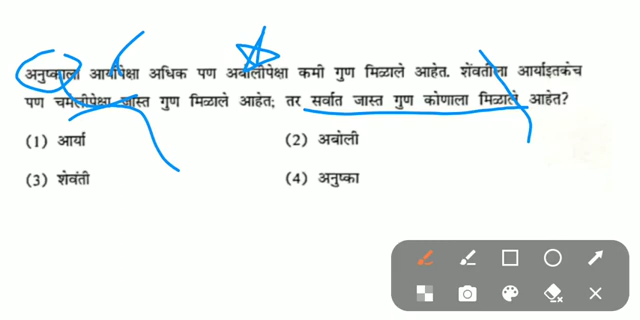 अनुष्काला आर्यापेक्षा अधिक पण अबोलीपेक्षा कमी गुण मिळाले आहेत. शेवंतीला आर्याइतकेच
पण चमेलीपेक्षा जास्त गुण मिळाले आहेत; तर सर्वात जास्त गुण कोणाला मिळाले आहेत?
(1) आर्या (2) अबोली
(3) शेवंती (4) अनुष्का